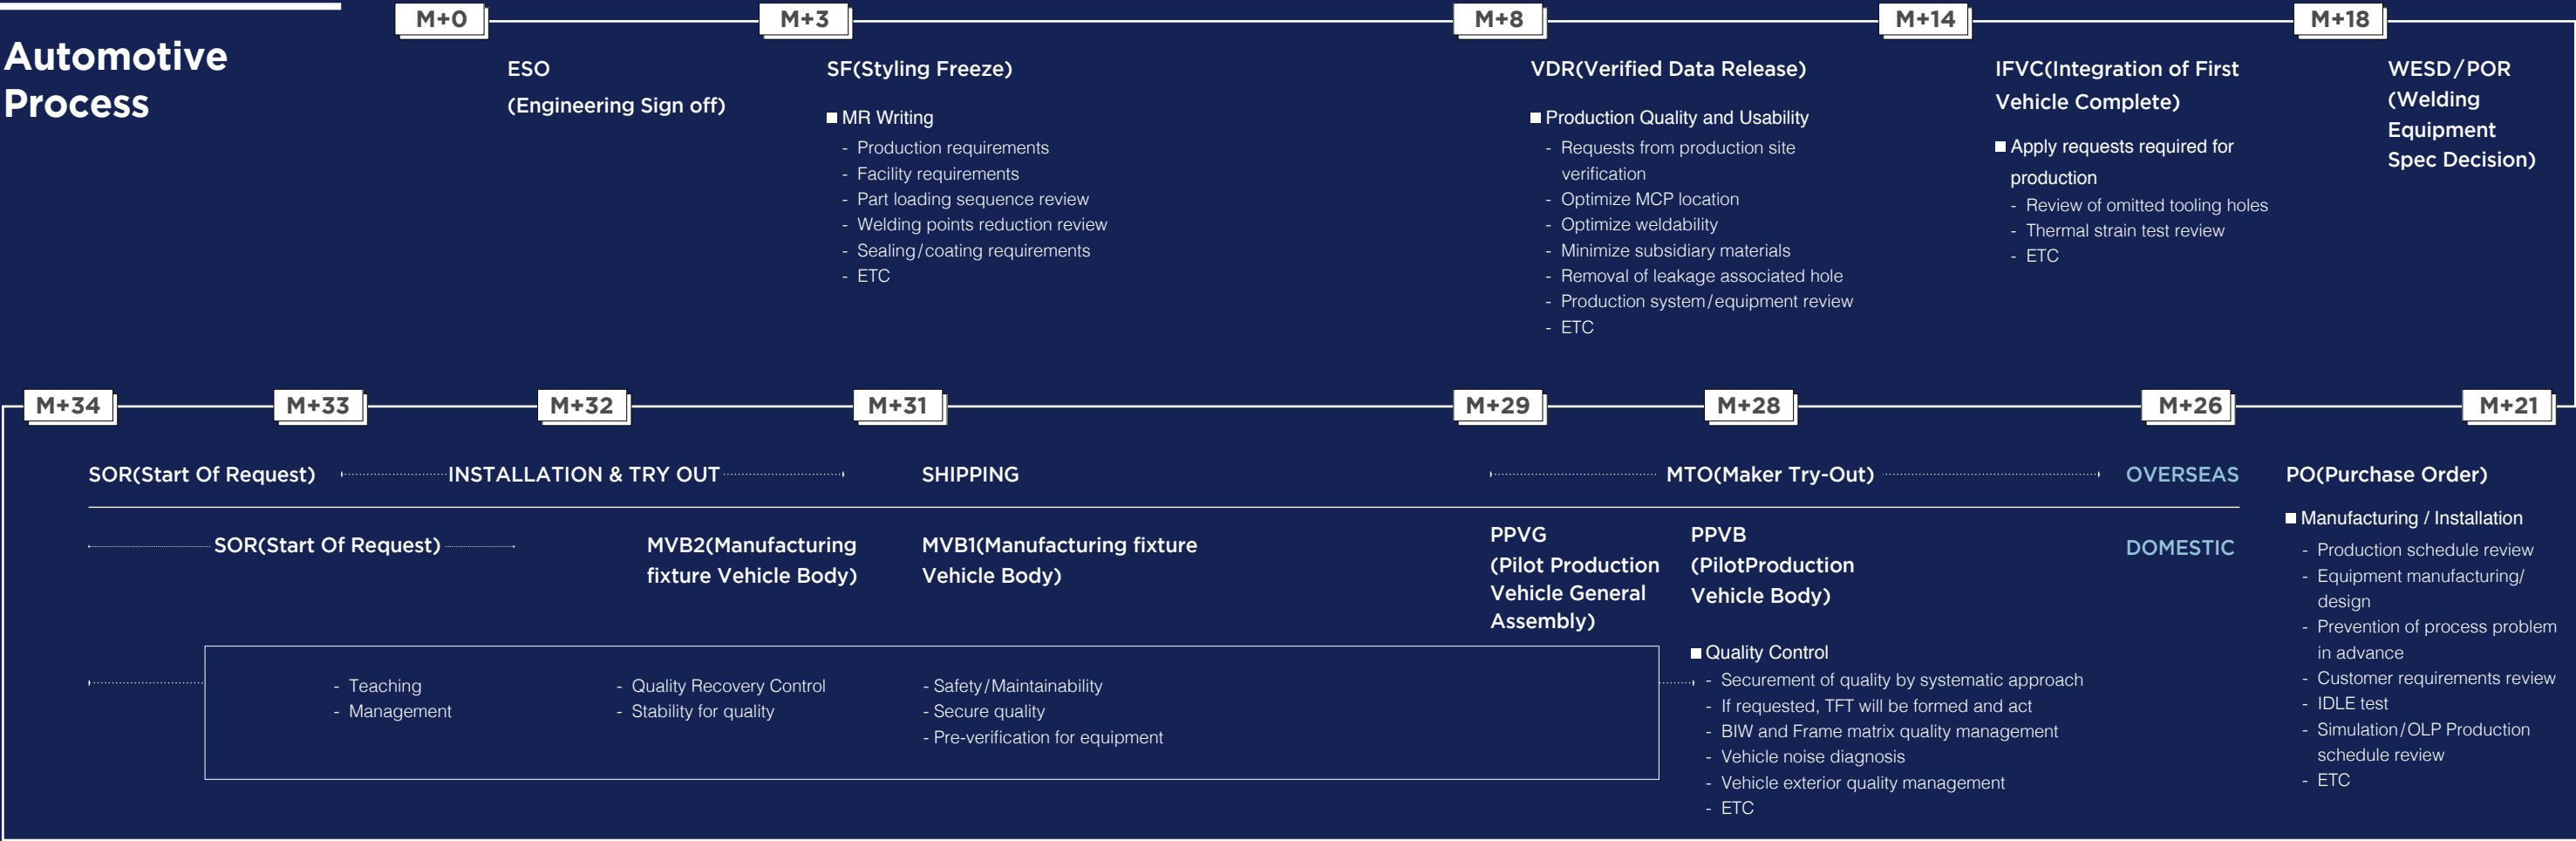 Automotive
Process
M+0
M+3
M+8
M+14
M+18
ESO
(Engineering Sign off)
SF(Styling Freeze)
■ MR Writing
- Production requirements
- Facility requirements
- Part loading sequence review
- Welding points reduction review
- Sealing/coating requirements
- ETC
VDR(Verified Data Release)
■ Production Quality and Usability
- Requests from production site
verification
- Optimize MCP location
- Optimize weldability
- Minimize subsidiary materials
- Removal of leakage associated hole
- Production system/equipment review
- ETC
IFVC(Integration of First
Vehicle Complete)
■ Apply requests required for
production
- Review of omitted tooling holes
- Thermal strain test review
- ETC
WESD/POR
(Welding
Equipment
Spec Decision)
M+34
M+33
M+32
M+31
M+29
M+28
M+26
M+21
SOR(Start Of Request)
INSTALLATION & TRY OUT
SHIPPING
MTO(Maker Try-Out)
OVERSEAS
SOR(Start Of Request)
MVB2(Manufacturing
fixture Vehicle Body)
MVB1(Manufacturing fixture
Vehicle Body)
PPVG
(Pilot Production
Vehicle General
Assembly)
PPVB
(PilotProduction
Vehicle Body)
DOMESTIC
- Teaching
- Management
- Quality Recovery Control
- Stability for quality
- Safety/Maintainability
- Secure quality
- Pre-verification for equipment
■ Quality Control
- Securement of quality by systematic approach
- If requested, TFT will be formed and act
- BIW and Frame matrix quality management
- Vehicle noise diagnosis
- Vehicle exterior quality management
- ETC
PO(Purchase Order)
■ Manufacturing / Installation
- Production schedule review
- Equipment manufacturing/
design
- Prevention of process problem
in advance
- Customer requirements review
- IDLE test
- Simulation/OLP Production
schedule review
- ETC